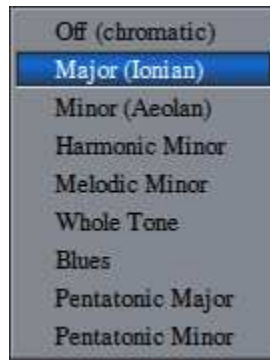 Off (chromatic)
Major (Ionian)
Minor (Aeolan)
Harmonic Minor
Melodic Minor
Whole Tone
Blues
Pentatonic Major
Pentatonic Minor